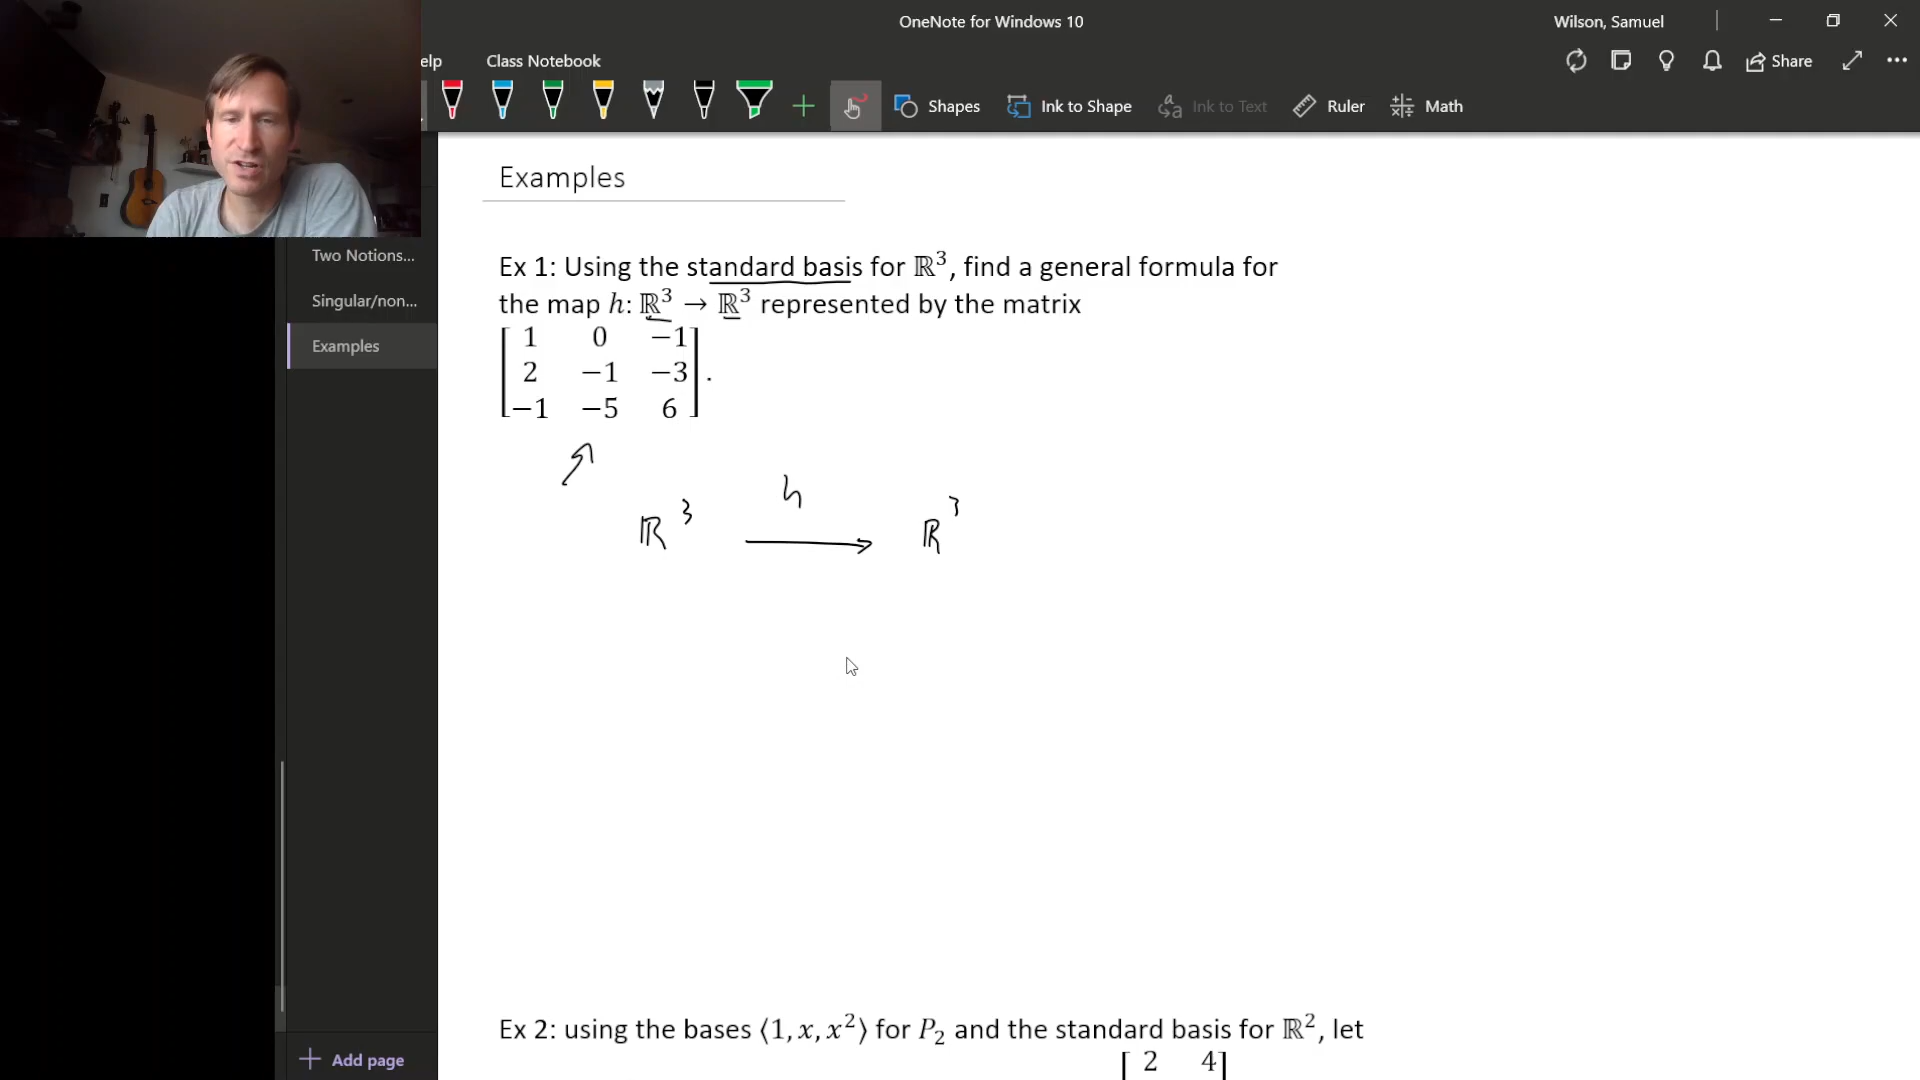 OneNote for Windows 10
Wilson, Samuel
elp
Class Notebook
Share
Shapes
Ink to Shape
Ink to Text
Ruler
Math
Two Notions...
Singular/non...
Examples
Add page
Examples
Ex 1: Using the standard basis for ℝ³, find a general formula for
the map h: ℝ³ → ℝ³ represented by the matrix
[1 0 −1
2 −1 −3
−1 −5 6].
h
ℝ³ → ℝ³
Ex 2: using the bases ⟨1, x, x²⟩ for P₂ and the standard basis for ℝ², let
[2 4]